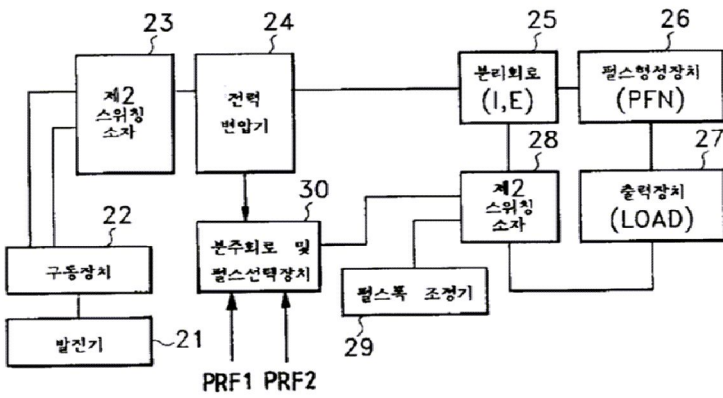 23
제2
스위칭
소자
24
전력
변압기
25
분리회로
(I,E)
26
펄스형성장치
(PFN)
27
출력장치
(LOAD)
28
제2
스위칭
소자
30
분주회로 및
펄스선택장치
22
구동장치
발진기
21
펄스폭 조정기
29
PRF1
PRF2